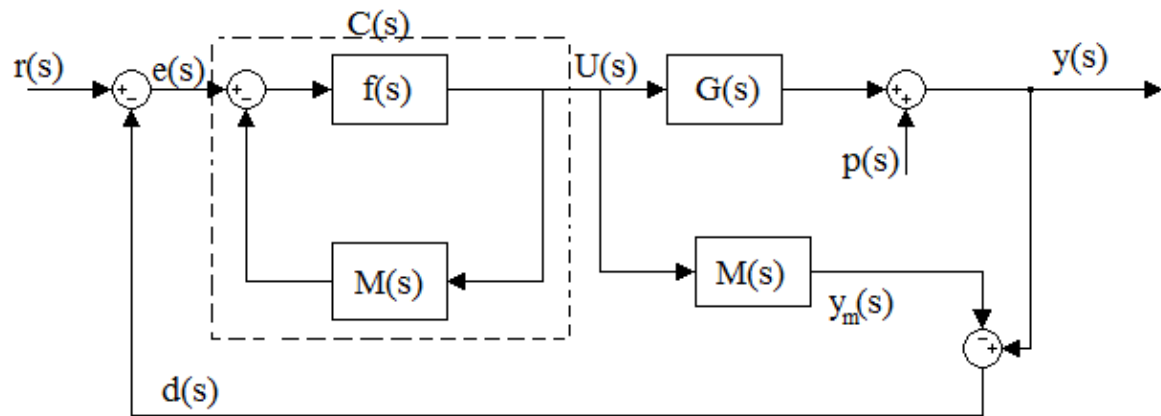 C(s)
r(s)
e(s)
f(s)
U(s)
G(s)
y(s)
+
-
+
-
+
+
p(s)
M(s)
M(s)
y_m(s)
-
+
d(s)